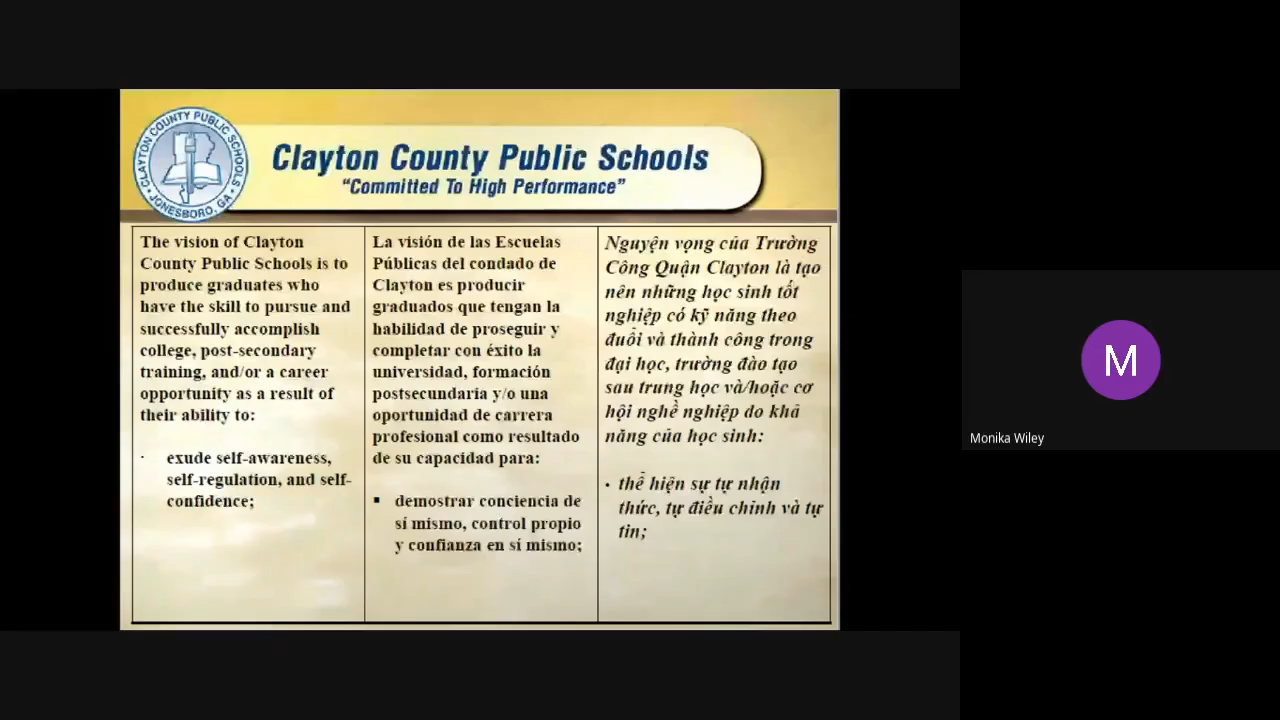 CLAYTON COUNTY PUBLIC SCHOOLS
JONESBORO, GA.
Clayton County Public Schools
“Committed To High Performance”
The vision of Clayton
County Public Schools is to
produce graduates who
have the skill to pursue and
successfully accomplish
college, post-secondary
training, and/or a career
opportunity as a result of
their ability to:
· exude self-awareness,
self-regulation, and self-
confidence;
La visión de las Escuelas
Públicas del condado de
Clayton es producir
graduados que tengan la
habilidad de proseguir y
completar con éxito la
universidad, formación
postsecundaria y/o una
oportunidad de carrera
profesional como resultado
de su capacidad para:
▪ demostrar conciencia de
sí mismo, control propio
y confianza en sí mismo;
Nguyện vọng của Trường
Công Quận Clayton là tạo
nên những học sinh tốt
nghiệp có kỹ năng theo
đuổi và thành công trong
đại học, trường đào tạo
sau trung học và/hoặc cơ
hội nghề nghiệp do khả
năng của học sinh:
• thể hiện sự tự nhận
thức, tự điều chỉnh và tự
tin;
M
Monika Wiley